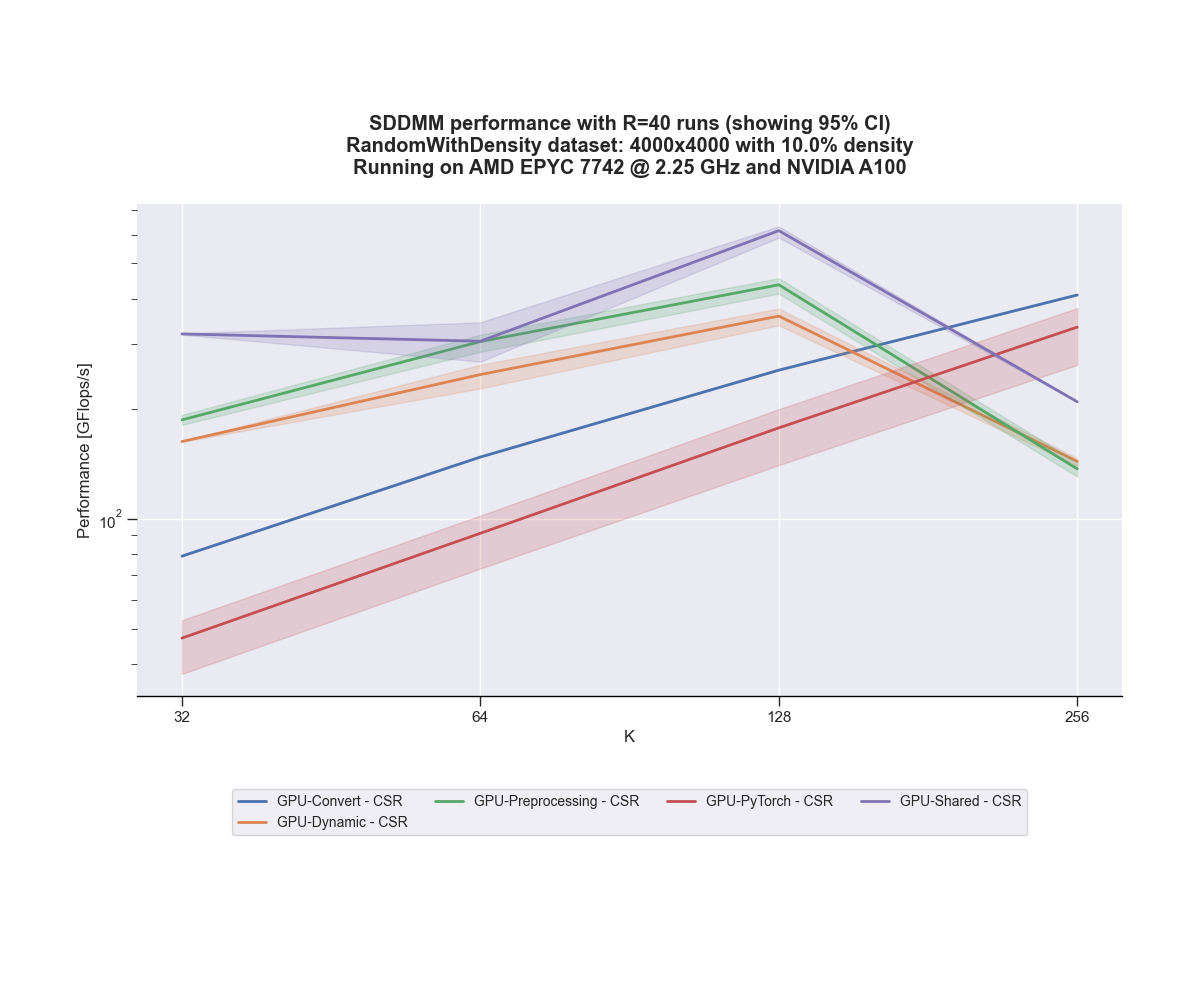 SDDMM performance with R=40 runs (showing 95% CI)
RandomWithDensity dataset: 4000x4000 with 10.0% density
Running on AMD EPYC 7742 @ 2.25 GHz and NVIDIA A100
Performance [GFlops/s]
10²
32 64 128 256
K
GPU-Convert - CSR GPU-Preprocessing - CSR GPU-PyTorch - CSR GPU-Shared - CSR
GPU-Dynamic - CSR